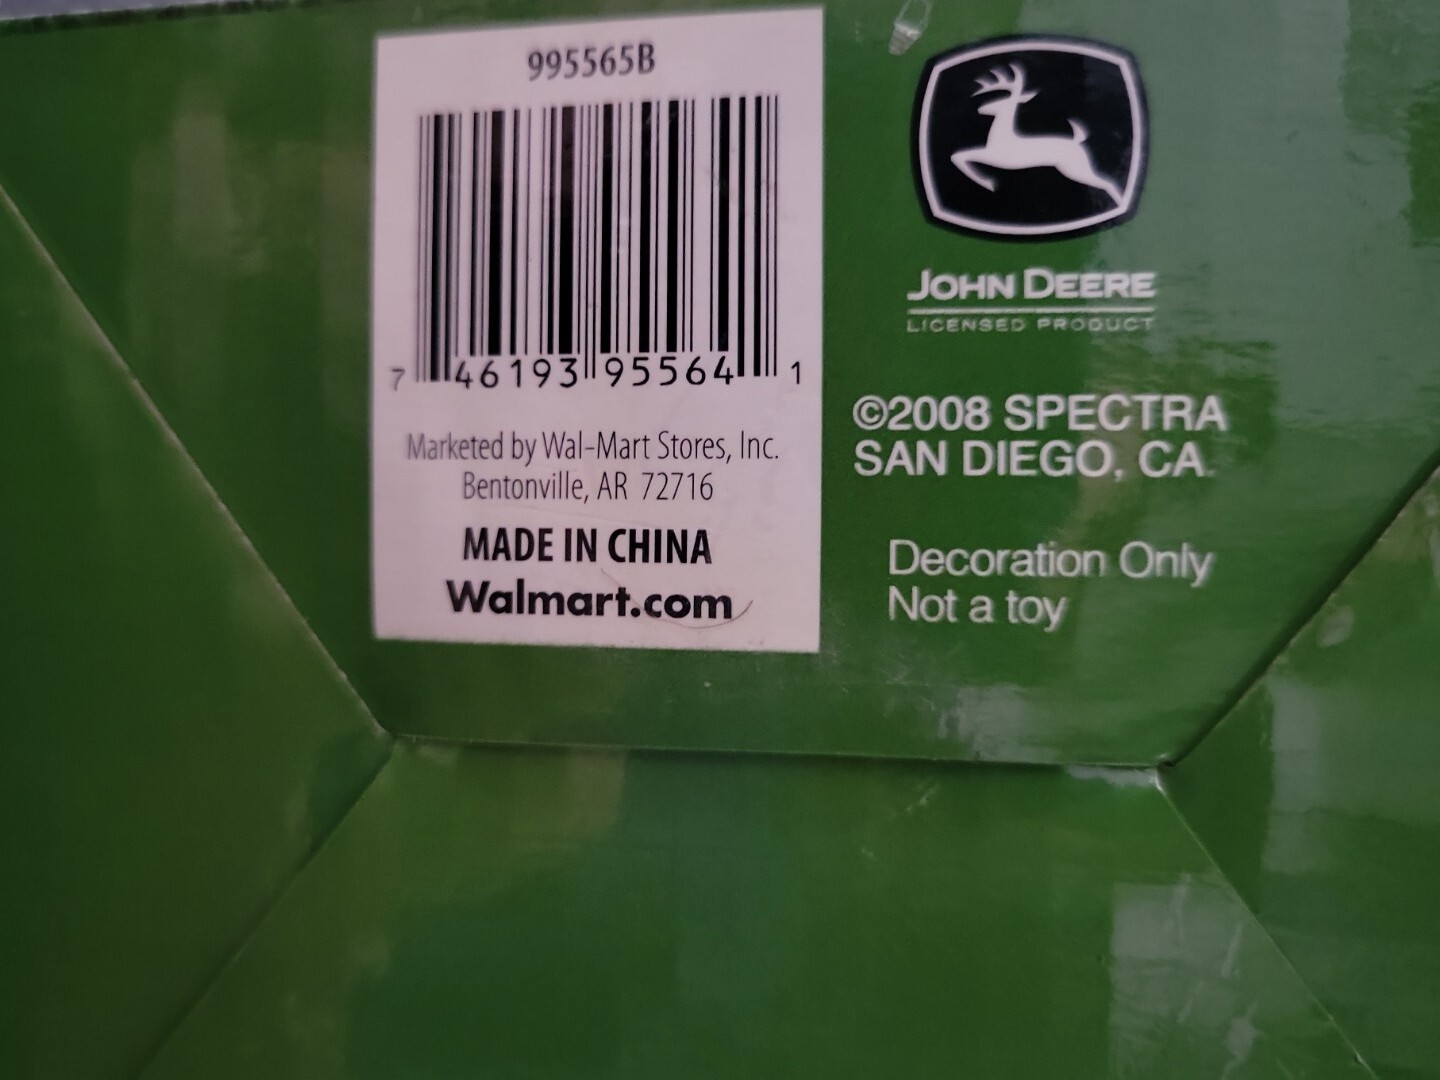 995565B
7 46193 95564 1
Marketed by Wal-Mart Stores, Inc.
Bentonville, AR 72716
MADE IN CHINA
Walmart.com
JOHN DEERE
LICENSED PRODUCT
©2008 SPECTRA
SAN DIEGO, CA.
Decoration Only
Not a toy